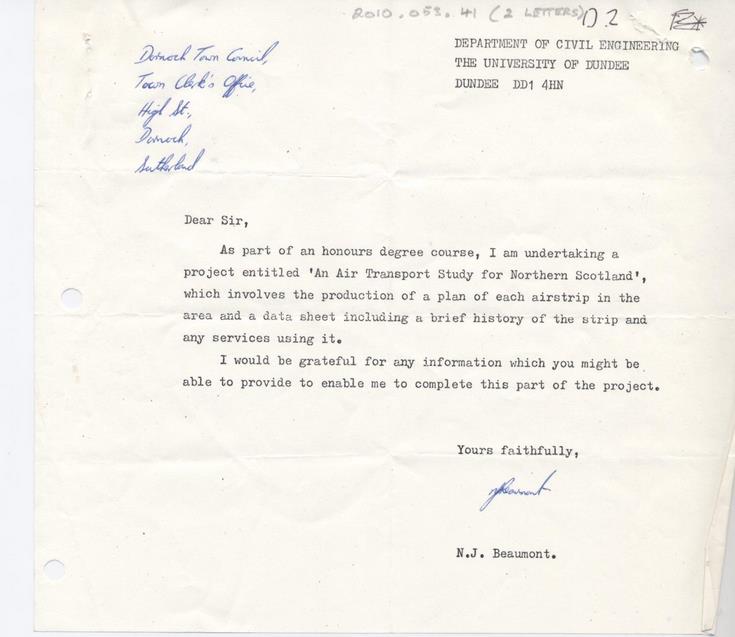 2010.053.41 (2 LETTERS) D2
DEPARTMENT OF CIVIL ENGINEERING
THE UNIVERSITY OF DUNDEE
DUNDEE DD1 4HN
Dornoch Town Council,
Town Clerk's Office,
High St.,
Dornoch,
Sutherland
Dear Sir,
As part of an honours degree course, I am undertaking a
project entitled 'An Air Transport Study for Northern Scotland',
which involves the production of a plan of each airstrip in the
area and a data sheet including a brief history of the strip and
any services using it.
I would be grateful for any information which you might be
able to provide to enable me to complete this part of the project.
Yours faithfully,
NJBeaumont
N.J. Beaumont.